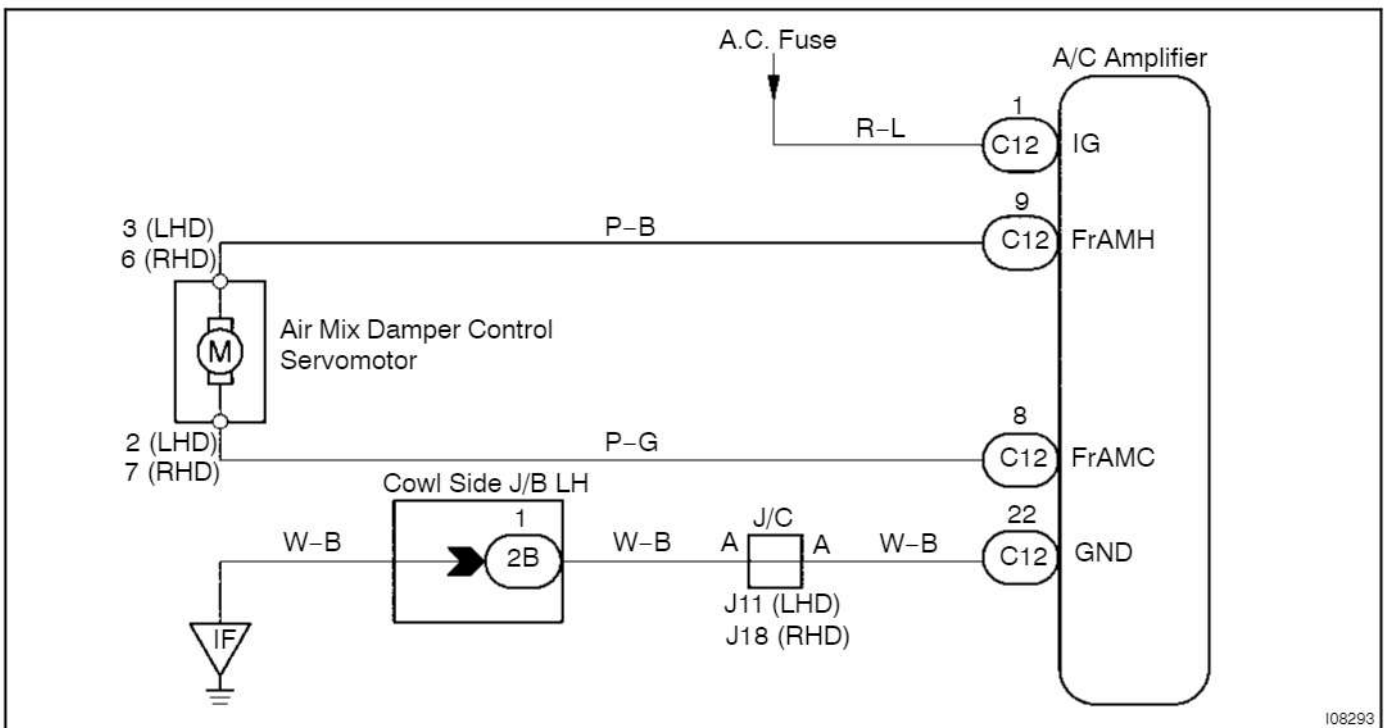 A.C. Fuse
A/C Amplifier
1
R-L
C12
IG
9
3 (LHD)
6 (RHD)
P-B
C12
FrAMH
M
Air Mix Damper Control
Servomotor
8
2 (LHD)
7 (RHD)
P-G
C12
FrAMC
Cowl Side J/B LH
1
J/C
22
W-B
2B
W-B
A
A
W-B
C12
GND
J11 (LHD)
J18 (RHD)
IF
I08293